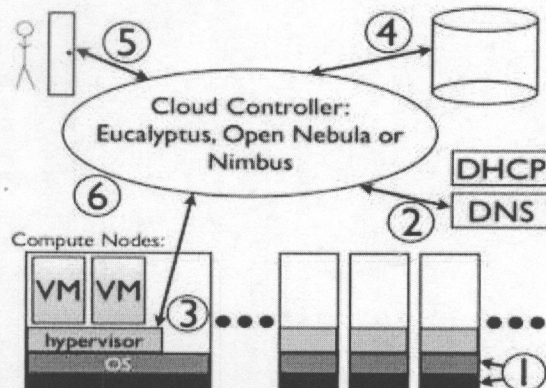 5
4
Cloud Controller:
Eucalyptus, Open Nebula or
Nimbus
6
DHCP
2
DNS
Compute Nodes:
VM VM
3
hypervisor
OS
1